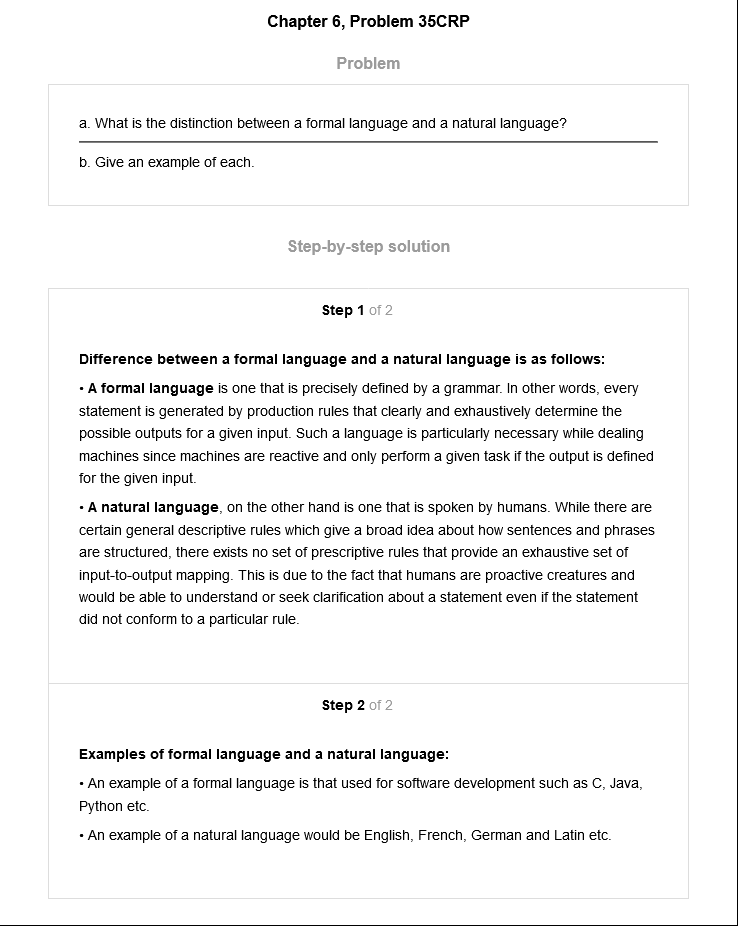 Chapter 6, Problem 35CRP
Problem
a. What is the distinction between a formal language and a natural language?
b. Give an example of each.
Step-by-step solution
Step 1 of 2
Difference between a formal language and a natural language is as follows:
• A formal language is one that is precisely defined by a grammar. In other words, every
statement is generated by production rules that clearly and exhaustively determine the
possible outputs for a given input. Such a language is particularly necessary while dealing
machines since machines are reactive and only perform a given task if the output is defined
for the given input.
• A natural language, on the other hand is one that is spoken by humans. While there are
certain general descriptive rules which give a broad idea about how sentences and phrases
are structured, there exists no set of prescriptive rules that provide an exhaustive set of
input-to-output mapping. This is due to the fact that humans are proactive creatures and
would be able to understand or seek clarification about a statement even if the statement
did not conform to a particular rule.
Step 2 of 2
Examples of formal language and a natural language:
• An example of a formal language is that used for software development such as C, Java,
Python etc.
• An example of a natural language would be English, French, German and Latin etc.